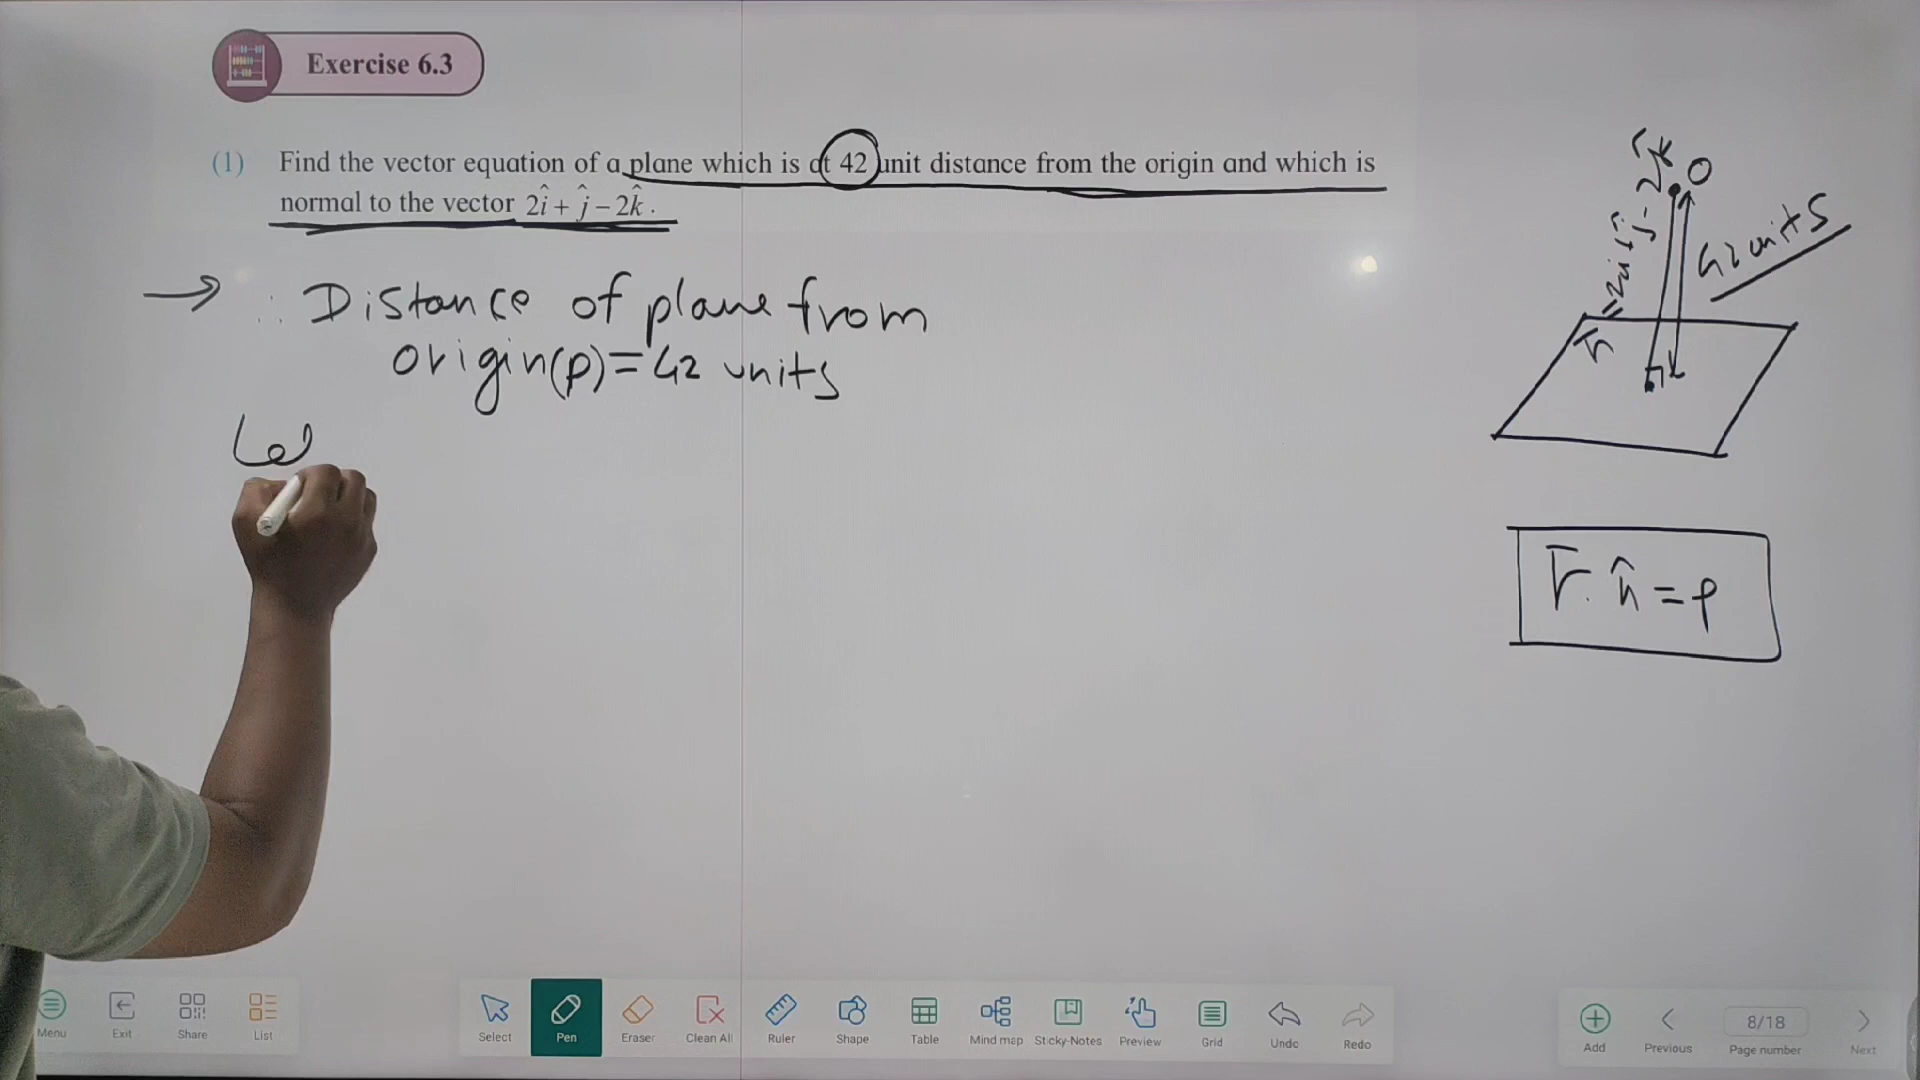 Exercise 6.3
(1) Find the vector equation of a plane which is at 42 unit distance from the origin and which is
normal to the vector 2î + ĵ – 2k̂ .
→ ∴ Distance of plane from
origin(p)=42 units
Le
O
42 units
n̄ = 2î + ĵ - 2k̂
r̄ . n̂ = p
Menu Exit Share List Select Pen Eraser Clean All Ruler Shape Table Mind map Sticky-Notes Preview Grid Undo Redo Add Previous 8/18 Page number Next